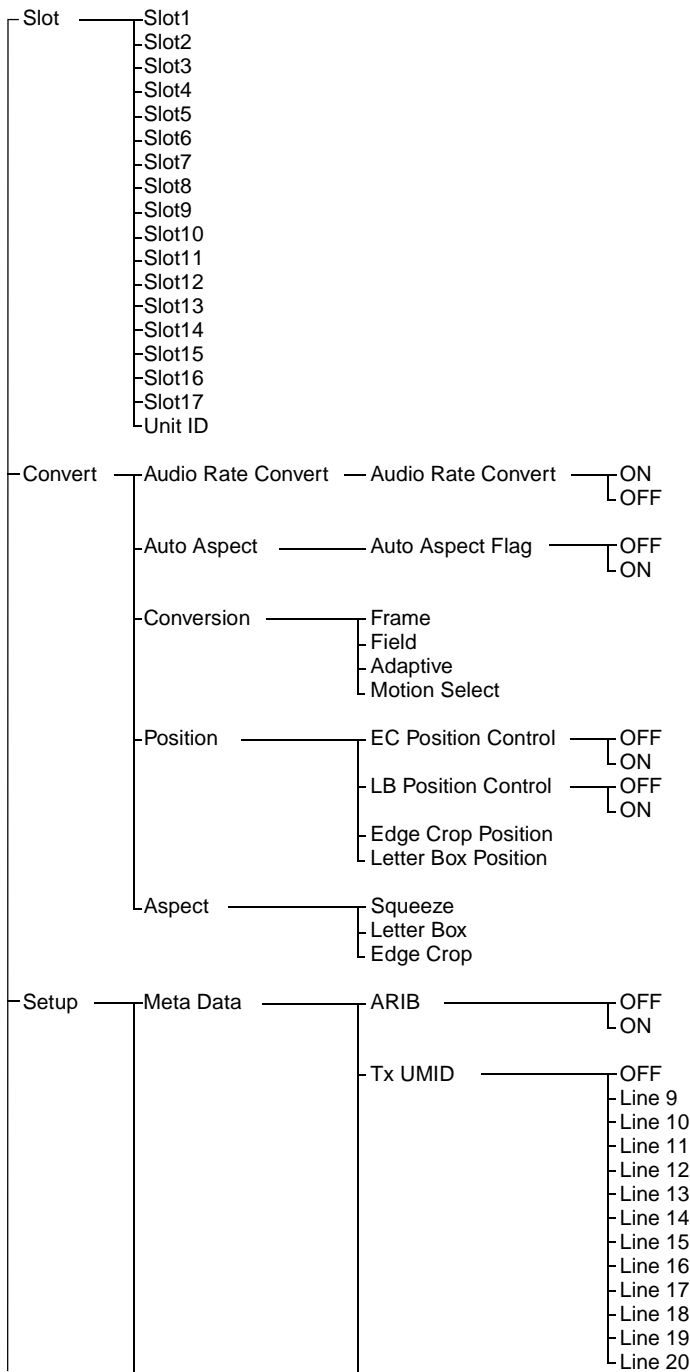 Slot Slot1
Slot2
Slot3
Slot4
Slot5
Slot6
Slot7
Slot8
Slot9
Slot10
Slot11
Slot12
Slot13
Slot14
Slot15
Slot16
Slot17
Unit ID
Convert Audio Rate Convert Audio Rate Convert ON
OFF
Auto Aspect Auto Aspect Flag OFF
ON
Conversion Frame
Field
Adaptive
Motion Select
Position EC Position Control OFF
ON
LB Position Control OFF
ON
Edge Crop Position
Letter Box Position
Aspect Squeeze
Letter Box
Edge Crop
Setup Meta Data ARIB OFF
ON
Tx UMID OFF
Line 9
Line 10
Line 11
Line 12
Line 13
Line 14
Line 15
Line 16
Line 17
Line 18
Line 19
Line 20